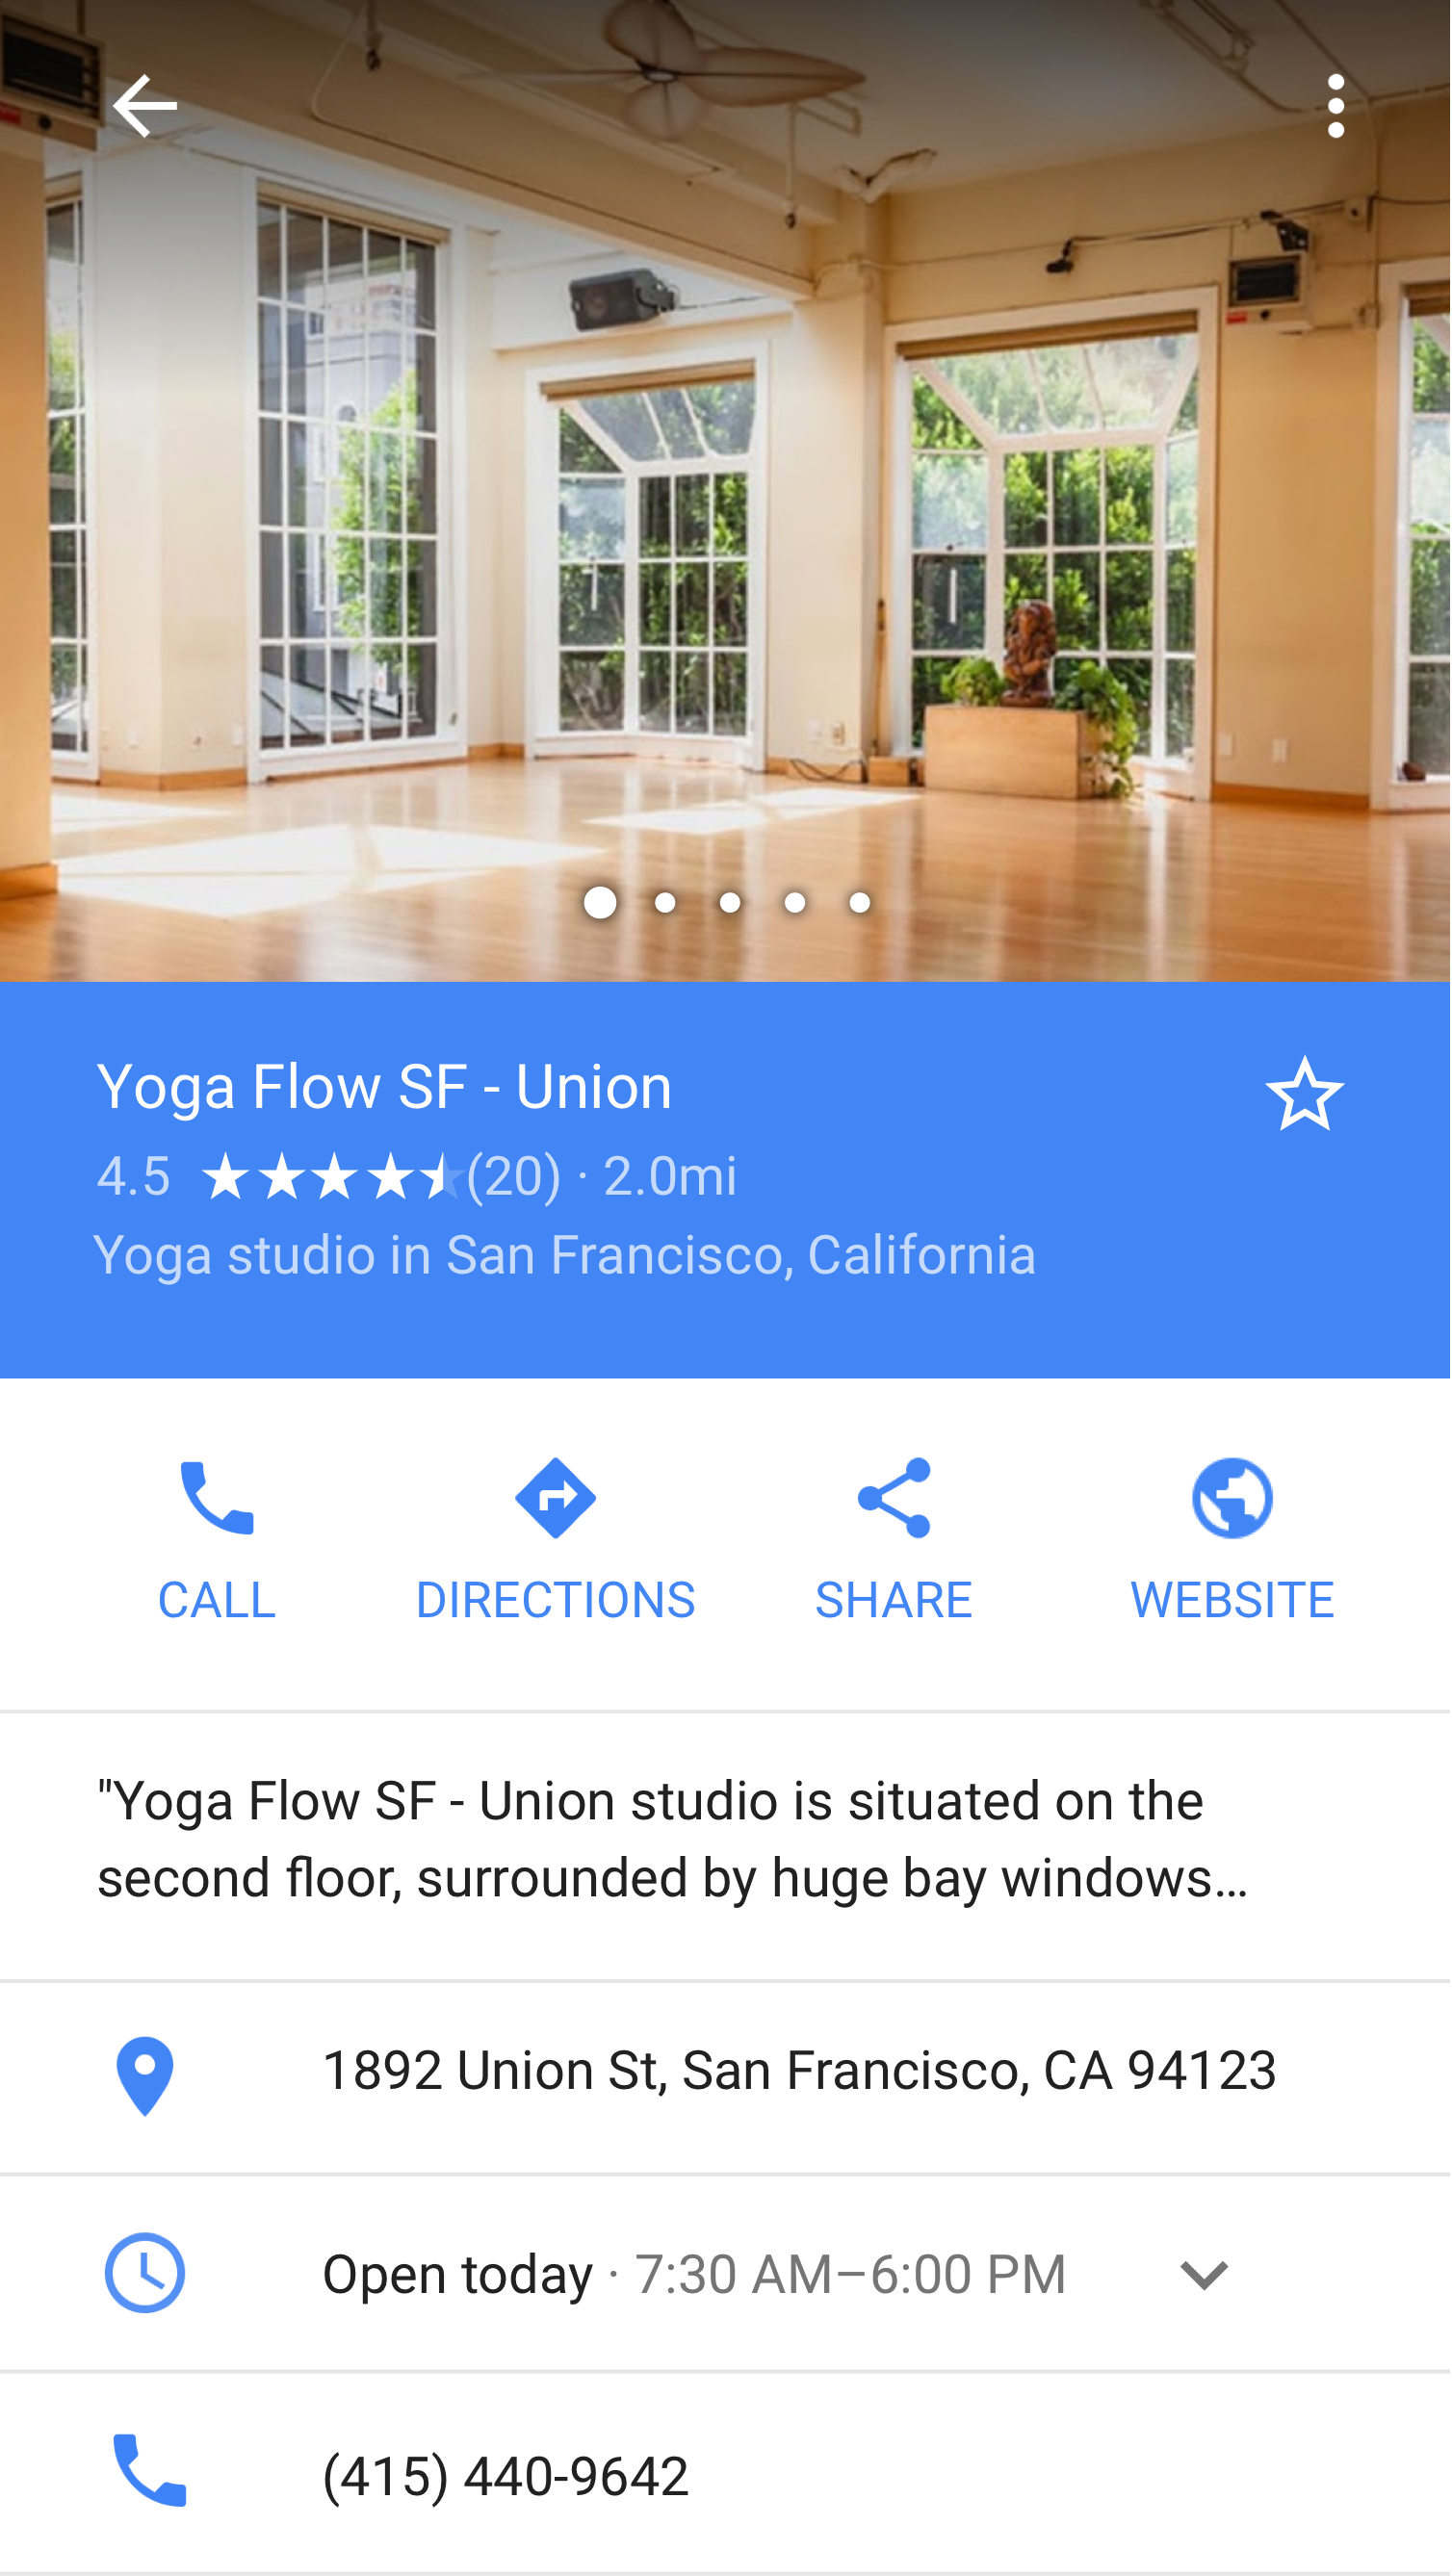 Yoga Flow SF - Union
4.5 (20) · 2.0mi
Yoga studio in San Francisco, California
CALL
DIRECTIONS
SHARE
WEBSITE
"Yoga Flow SF - Union studio is situated on the
second floor, surrounded by huge bay windows...
1892 Union St, San Francisco, CA 94123
Open today · 7:30 AM–6:00 PM
(415) 440-9642